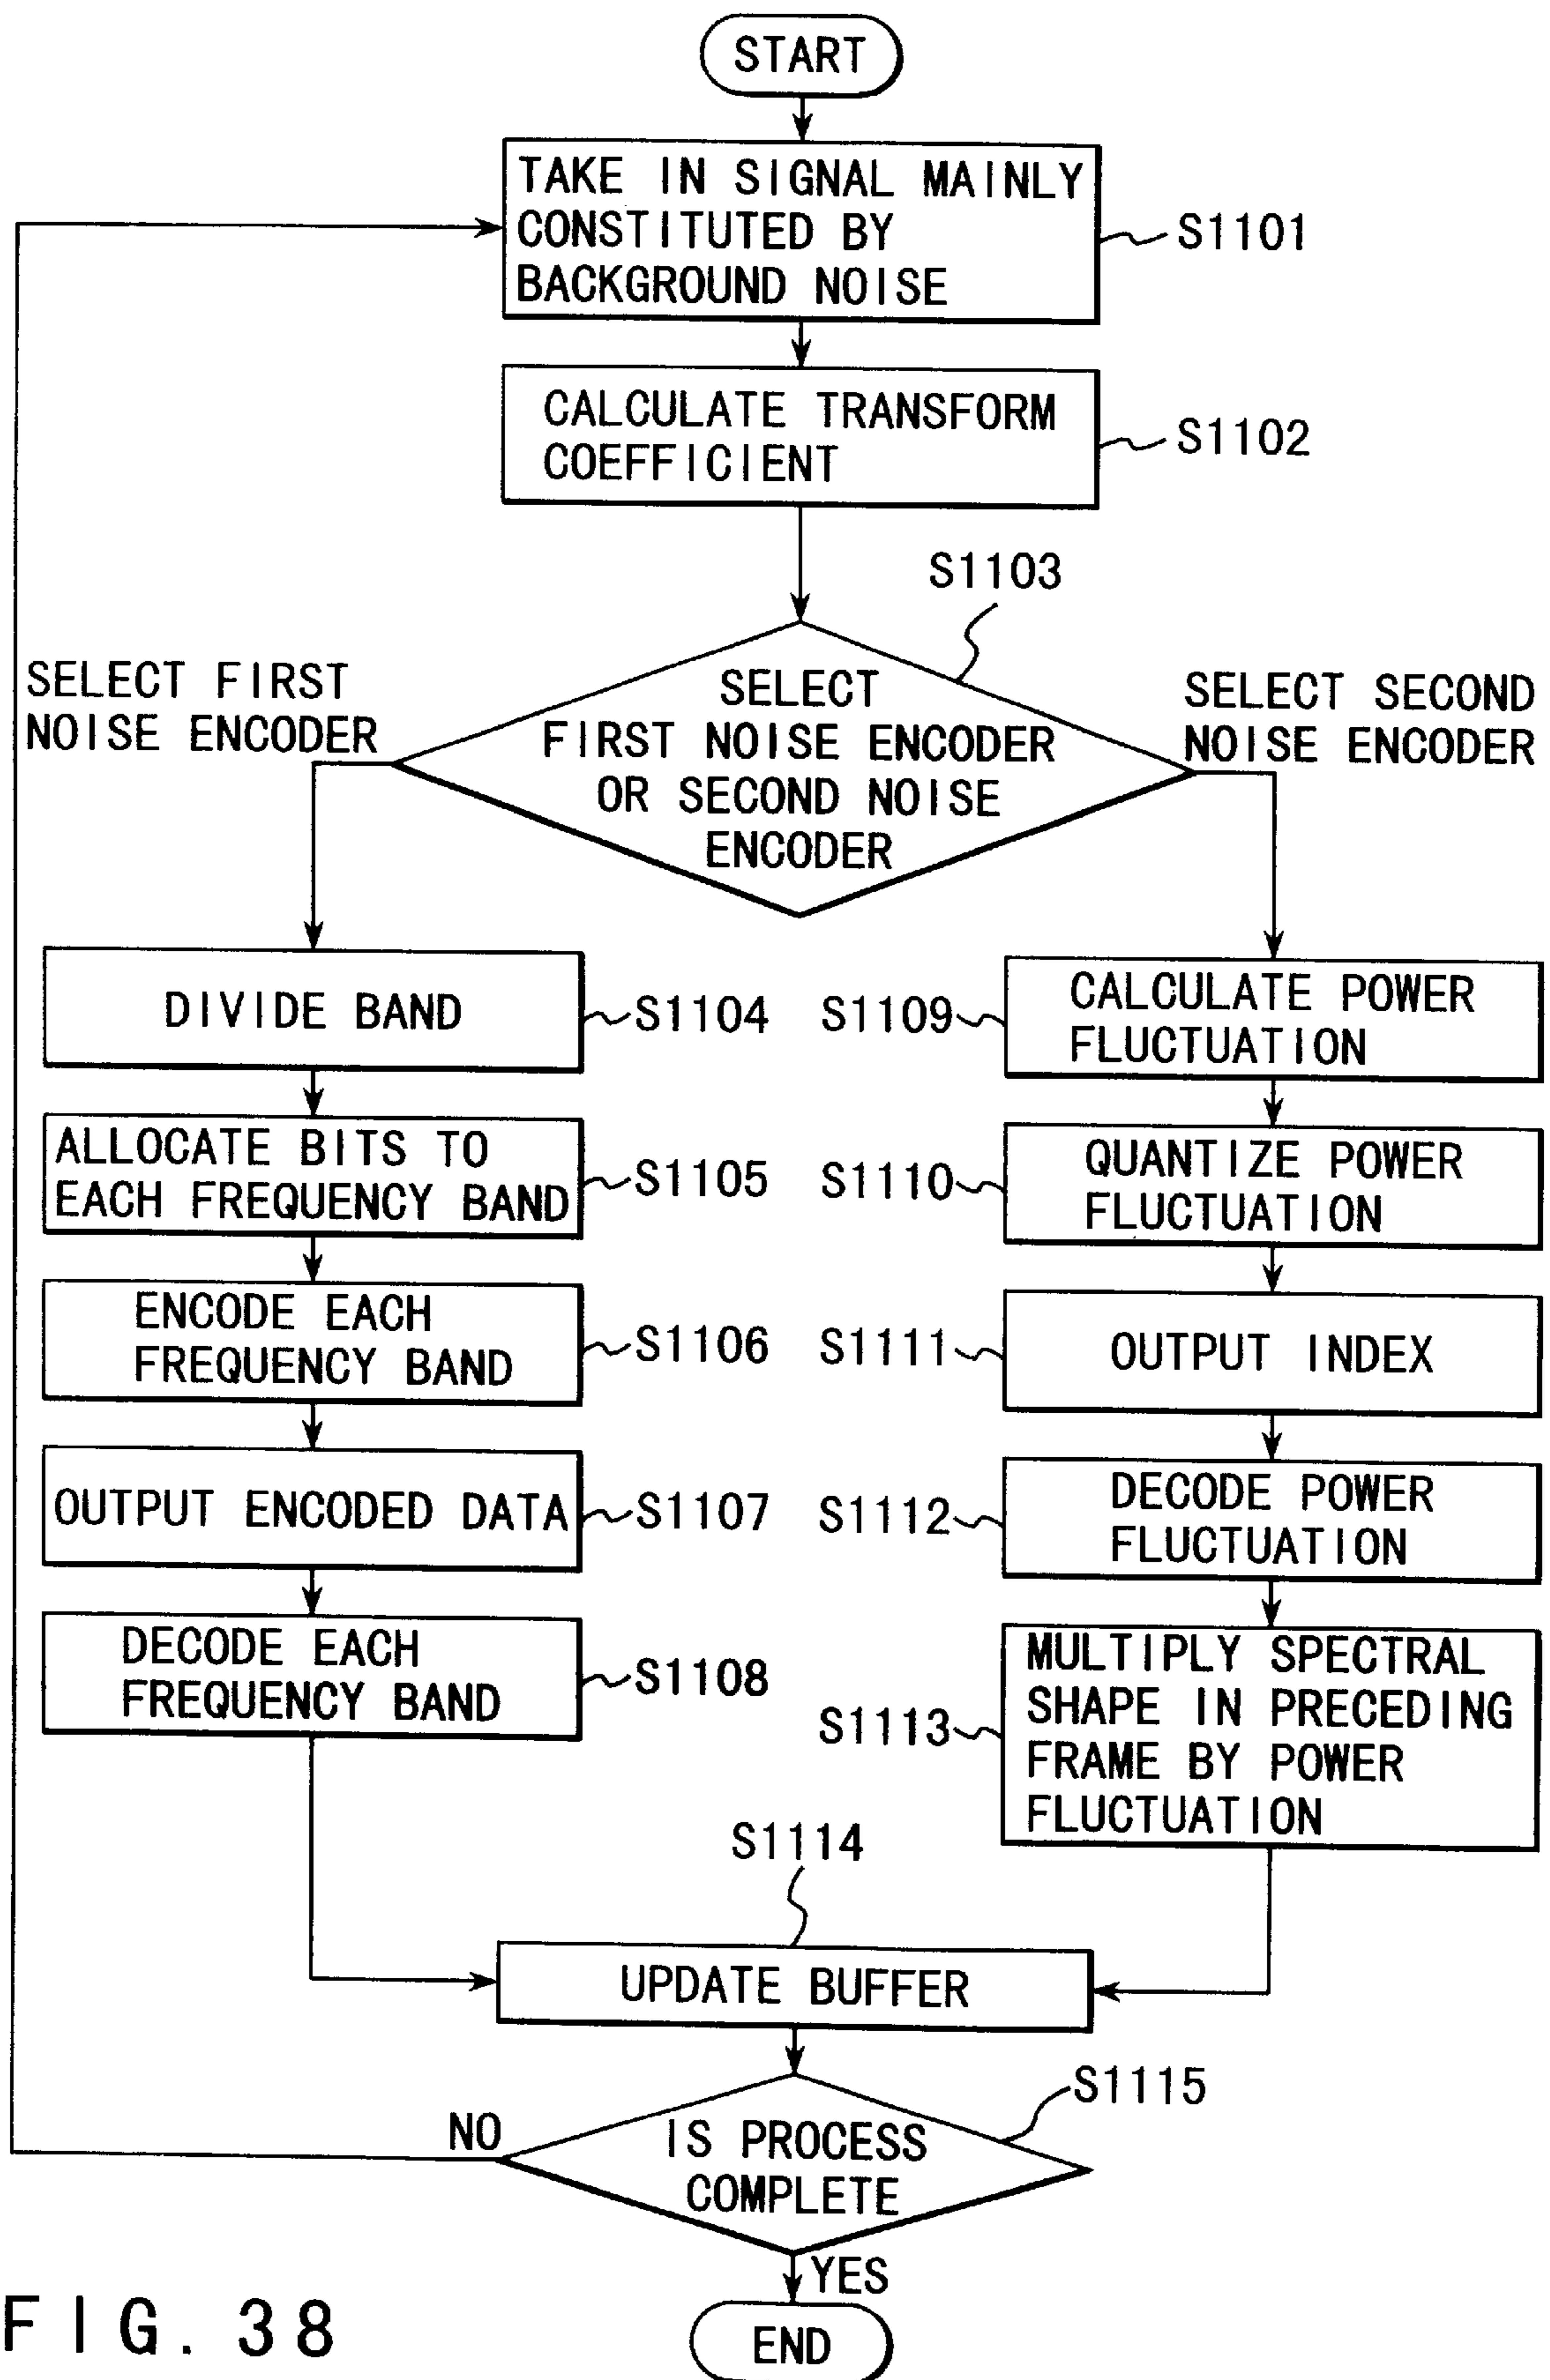 START
TAKE IN SIGNAL MAINLY
CONSTITUTED BY
BACKGROUND NOISE
S1101
CALCULATE TRANSFORM
COEFFICIENT
S1102
S1103
SELECT FIRST
NOISE ENCODER
SELECT
FIRST NOISE ENCODER
OR SECOND NOISE
ENCODER
SELECT SECOND
NOISE ENCODER
DIVIDE BAND
S1104
ALLOCATE BITS TO
EACH FREQUENCY BAND
S1105
ENCODE EACH
FREQUENCY BAND
S1106
OUTPUT ENCODED DATA
S1107
DECODE EACH
FREQUENCY BAND
S1108
S1109
CALCULATE POWER
FLUCTUATION
S1110
QUANTIZE POWER
FLUCTUATION
S1111
OUTPUT INDEX
S1112
DECODE POWER
FLUCTUATION
S1113
MULTIPLY SPECTRAL
SHAPE IN PRECEDING
FRAME BY POWER
FLUCTUATION
S1114
UPDATE BUFFER
S1115
NO
IS PROCESS
COMPLETE
YES
END
FIG. 38